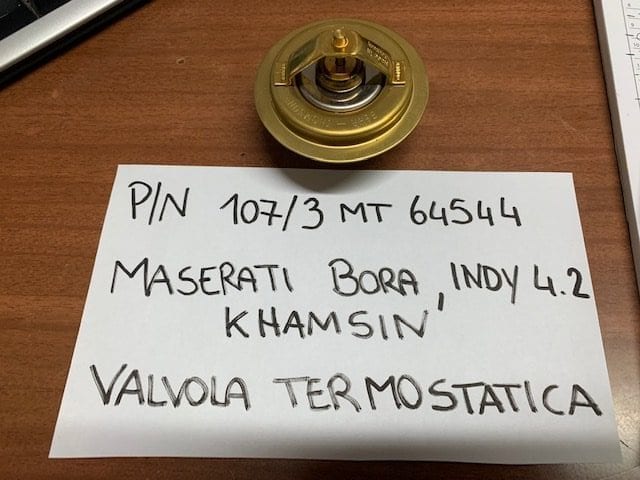 P/N 107/3 MT 64544
MASERATI BORA, INDY 4.2
KHAMSIN
VALVOLA TERMOSTATICA